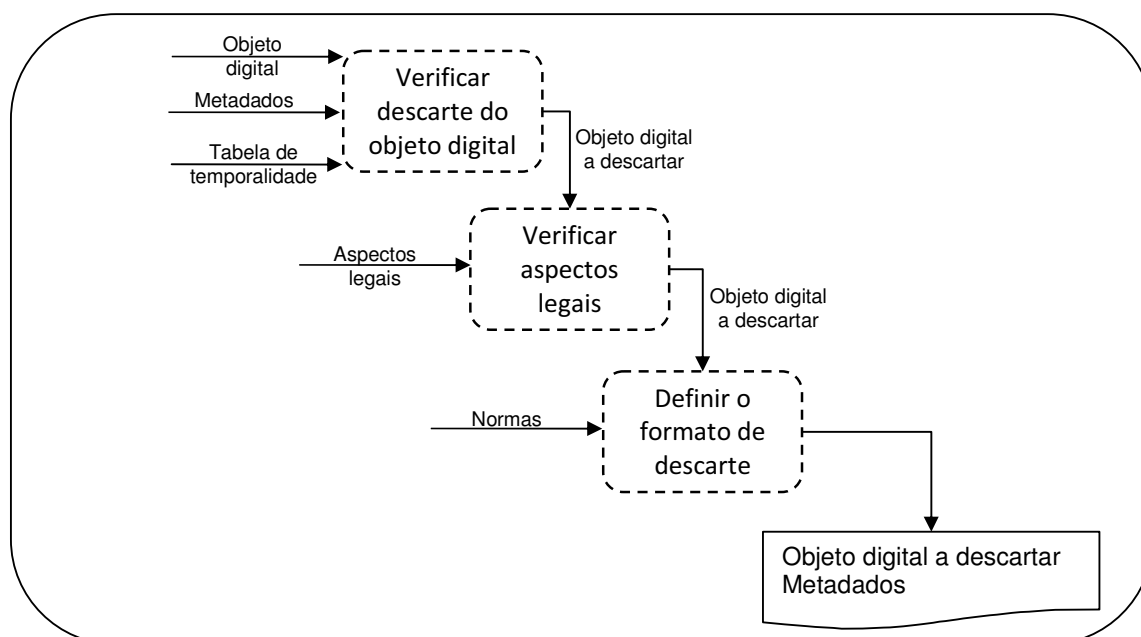 Objeto
digital
Metadados
Tabela de
temporalidade
Verificar
descarte do
objeto digital
Objeto digital
a descartar
Aspectos
legais
Verificar
aspectos
legais
Objeto digital
a descartar
Normas
Definir o
formato de
descarte
Objeto digital a descartar
Metadados